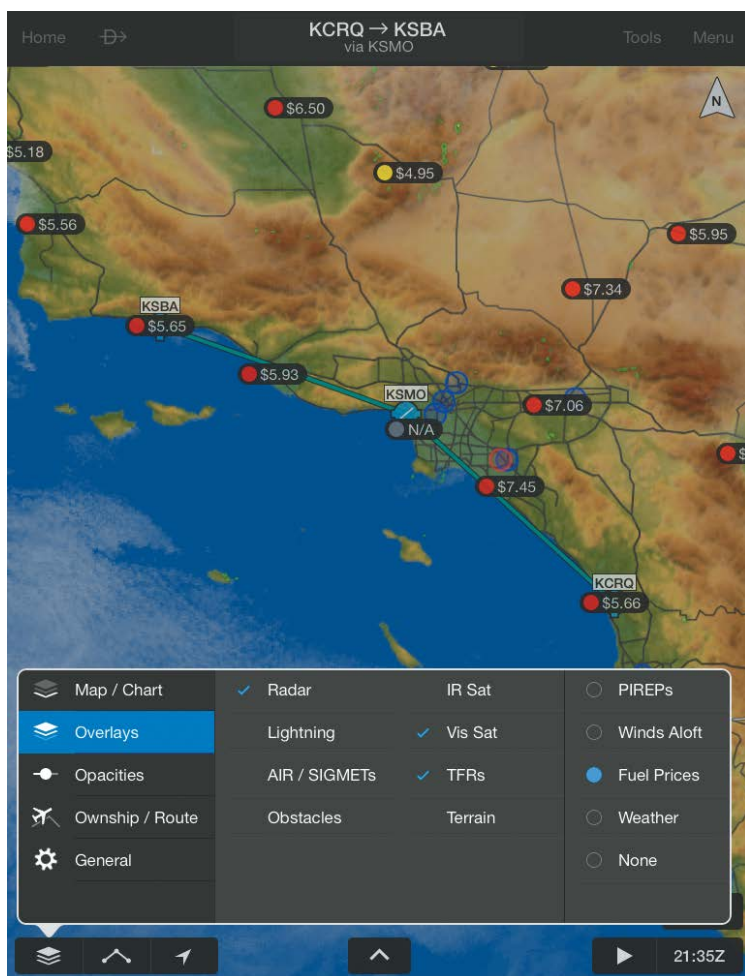 Home
D
KCRQ → KSBA
via KSMO
Tools
Menu
N
$6.50
$5.18
$4.95
$5.56
$5.95
$7.34
KSBA
$5.65
$5.93
KSMO
$7.06
N/A
$
$7.45
KCRQ
$5.66
Map / Chart
Radar
IR Sat
PIREPs
Overlays
Lightning
Vis Sat
Winds Aloft
Opacities
AIR / SIGMETs
TFRs
Fuel Prices
Ownship / Route
Obstacles
Terrain
Weather
General
None
21:35Z